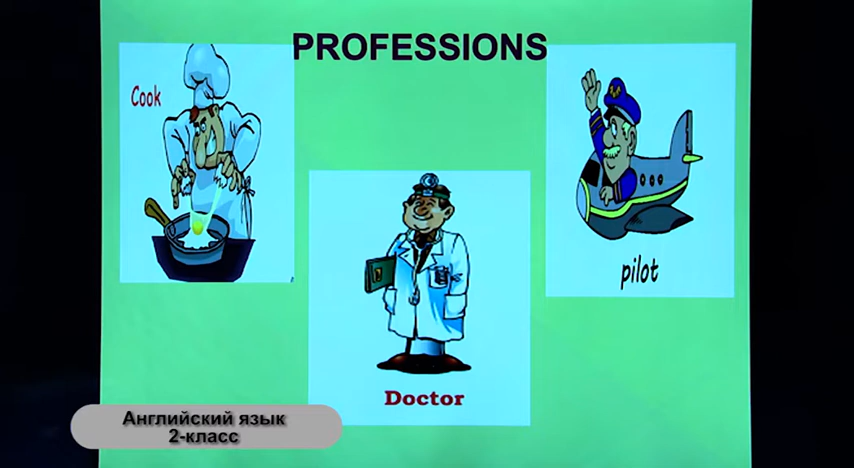 PROFESSIONS
Cook
pilot
Doctor
Английский язык
2-класс